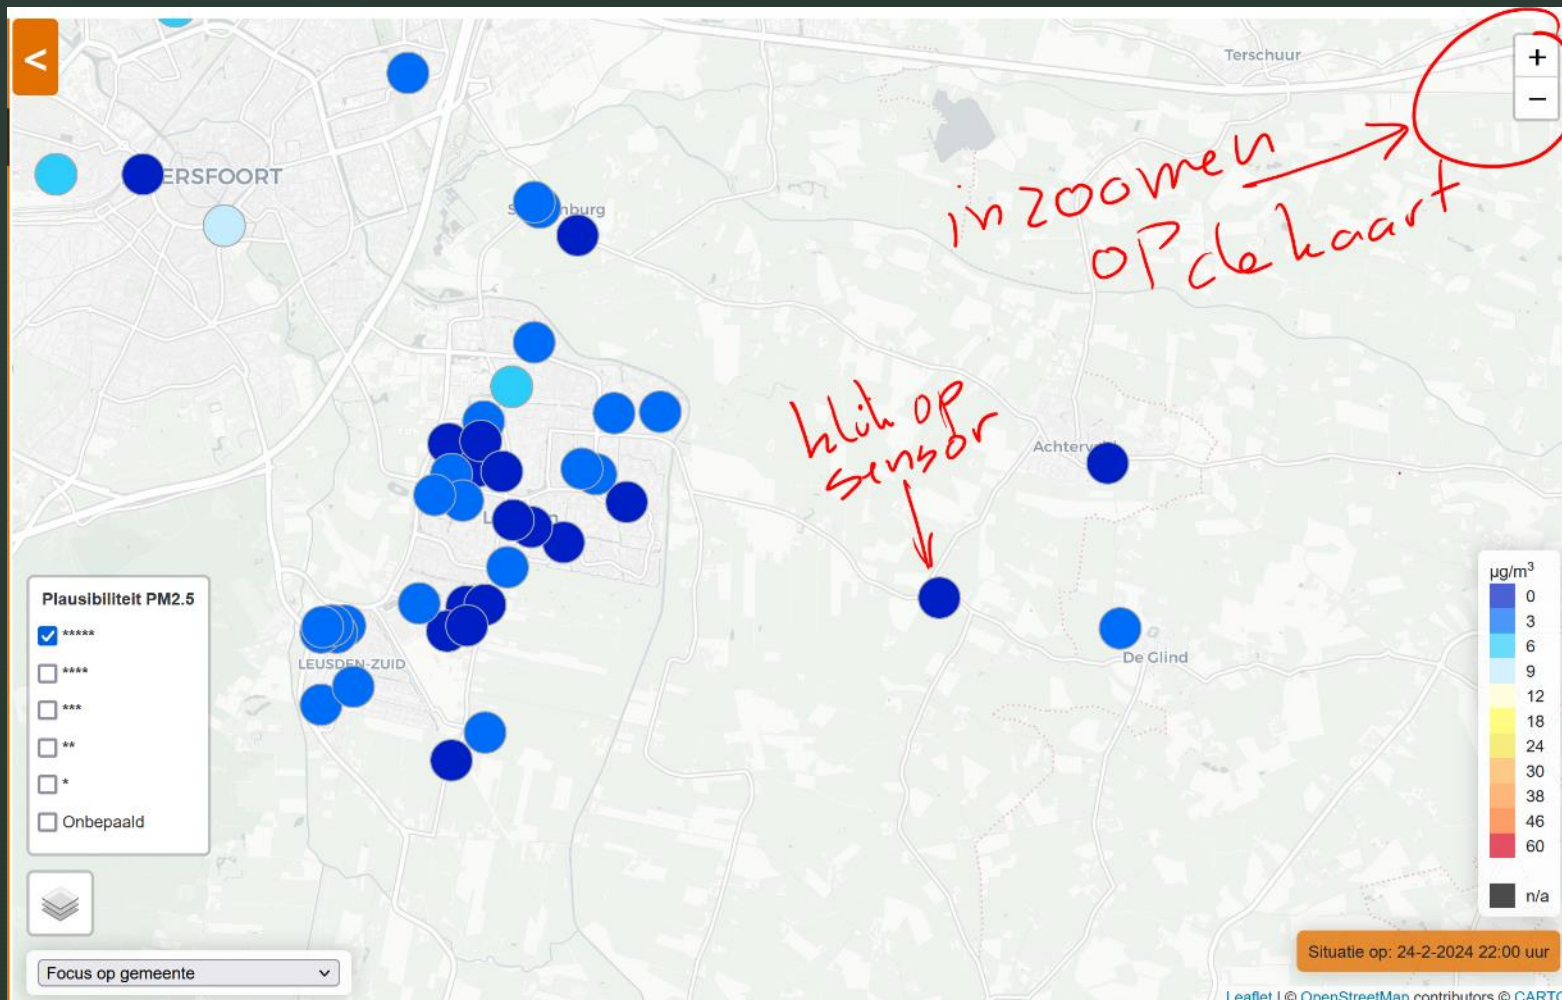 <
Terschuur
+
−
ERSFOORT
inzoomen
op de kaart
klik op
sensor
Plausibiliteit PM2.5
*****
****
***
**
*
Onbepaald
LEUSDEN-ZUID
De Glind
µg/m³
0
3
6
9
12
18
24
30
38
46
60
n/a
Focus op gemeente
Situatie op: 24-2-2024 22:00 uur
Leaflet | © OpenStreetMap contributors © CARTO